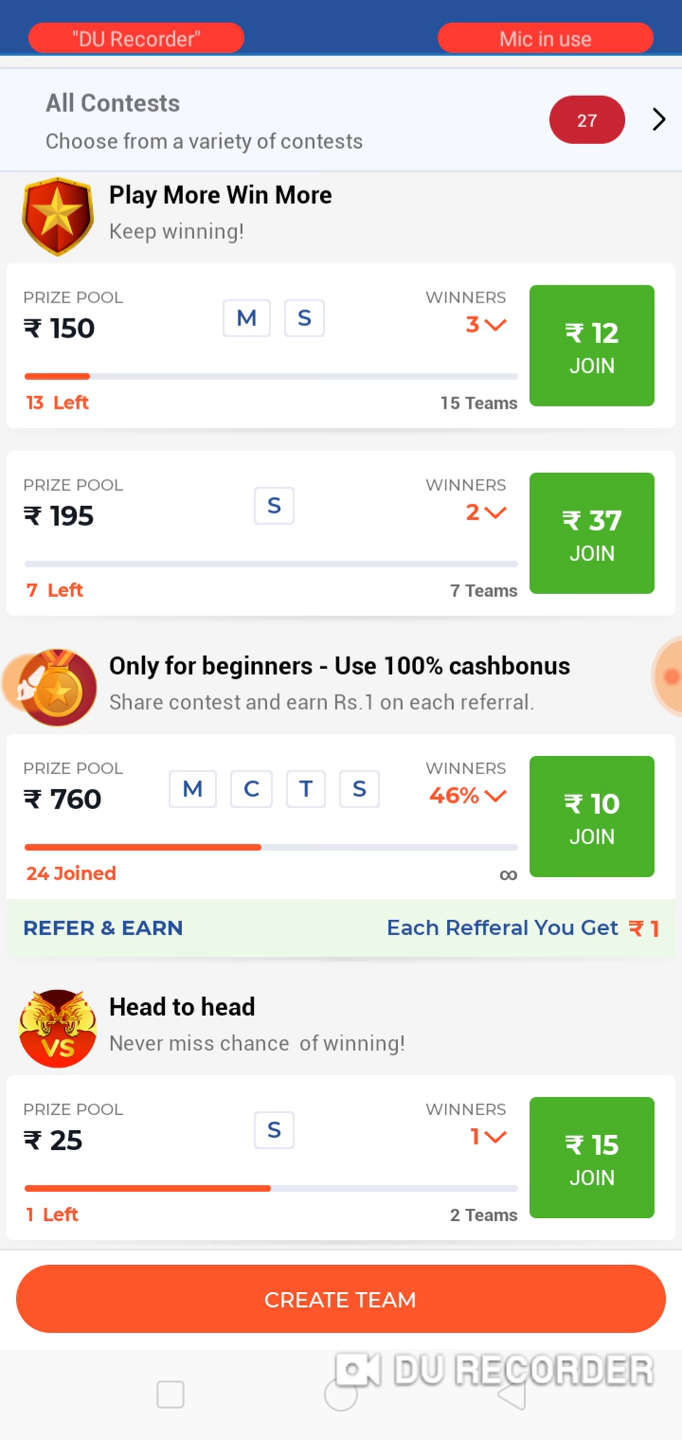 "DU Recorder" Mic in use
All Contests
Choose from a variety of contests
27
Play More Win More
Keep winning!
PRIZE POOL
₹ 150
M S
WINNERS
3
₹ 12
JOIN
13 Left
15 Teams
PRIZE POOL
₹ 195
S
WINNERS
2
₹ 37
JOIN
7 Left
7 Teams
Only for beginners - Use 100% cashbonus
Share contest and earn Rs.1 on each referral.
PRIZE POOL
₹ 760
M C T S
WINNERS
46%
₹ 10
JOIN
24 Joined
∞
REFER & EARN
Each Refferal You Get ₹ 1
VS
Head to head
Never miss chance of winning!
PRIZE POOL
₹ 25
S
WINNERS
1
₹ 15
JOIN
1 Left
2 Teams
CREATE TEAM
DU RECORDER